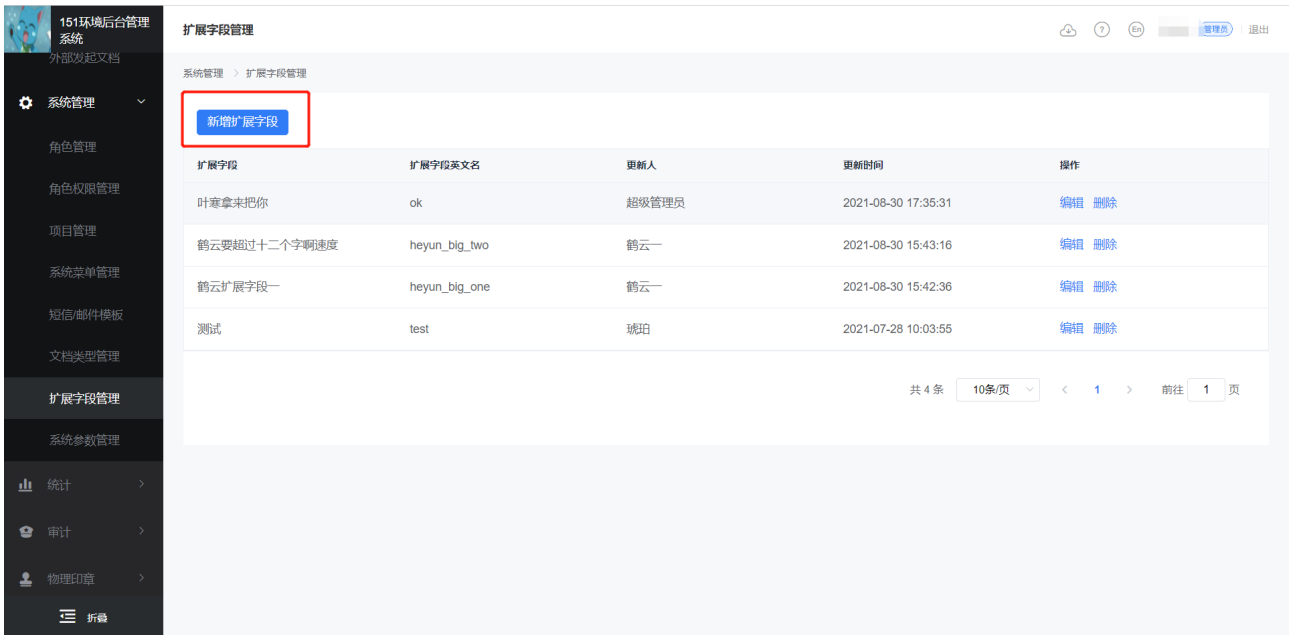 151环境后台管理
系统
外部发起文档
系统管理
角色管理
角色权限管理
项目管理
系统菜单管理
短信/邮件模板
文档类型管理
扩展字段管理
系统参数管理
统计
审计
物理印章
折叠
扩展字段管理
En 管理员 退出
系统管理 > 扩展字段管理
新增扩展字段
扩展字段 扩展字段英文名 更新人 更新时间 操作
叶寒拿来把你 ok 超级管理员 2021-08-30 17:35:31 编辑 删除
鹤云要超过十二个字啊速度 heyun_big_two 鹤云一 2021-08-30 15:43:16 编辑 删除
鹤云扩展字段一 heyun_big_one 鹤云一 2021-08-30 15:42:36 编辑 删除
测试 test 琥珀 2021-07-28 10:03:55 编辑 删除
共 4 条 10条/页 < 1 > 前往 1 页